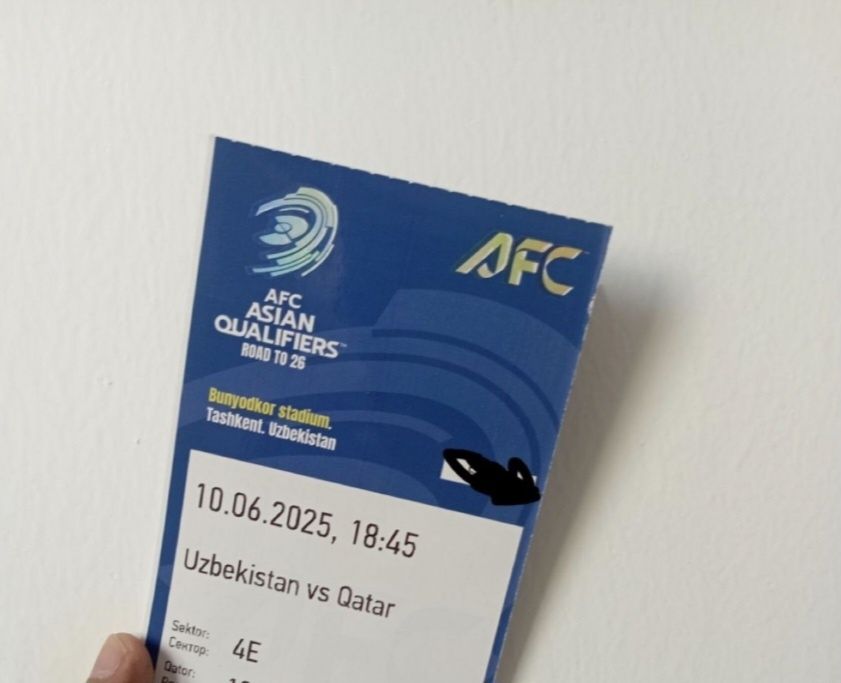 AFC
AFC
ASIAN
QUALIFIERS™
ROAD TO 26
Bunyodkor stadium.
Tashkent. Uzbekistan
10.06.2025, 18:45
Uzbekistan vs Qatar
Sektor:
Сектор:
4E
Qator: